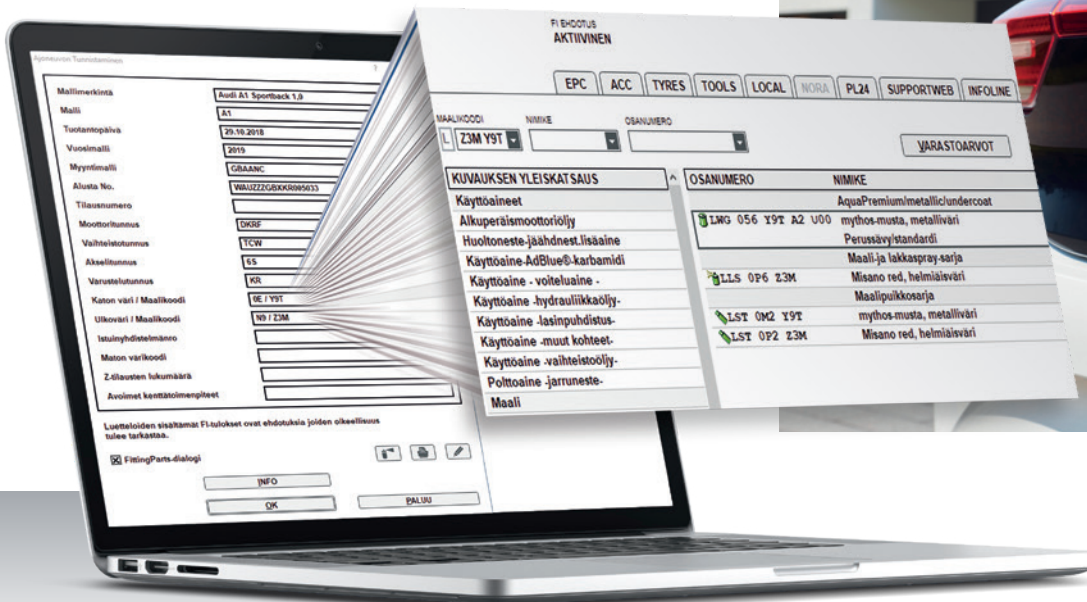 Ajoneuvon Tunnistaminen
?
Mallimerkintä Audi A1 Sportback 1,0
Malli A1
Tuotantopäivä 29.10.2018
Vuosimalli 2019
Myyntimalli GBAANC
Alusta No. WAUZZZGBXKR005033
Tilausnumero
Moottoritunnus DKRF
Vaihteistotunnus TCW
Akselitunnus 6S
Varustelutunnus KR
Katon väri / Maalikoodi 0E / Y9T
Ulkoväri / Maalikoodi N9 / Z3M
Istuinyhdistelmänro
Maton värikoodi
Z-tilausten lukumäärä
Avoimet kenttätoimenpiteet
Luetteloiden sisältämät FI-tulokset ovat ehdotuksia joiden oikeellisuus
tulee tarkastaa.
FittingParts-dialogi
INFO
OK PALUU
FI EHDOTUS
AKTIIVINEN
EPC ACC TYRES TOOLS LOCAL NORA PL24 SUPPORTWEB INFOLINE
MAALIKOODI NIMIKE OSANUMERO
L Z3M Y9T VARASTOARVOT
KUVAUKSEN YLEISKATSAUS
Käyttöaineet
Alkuperäismoottoriöljy
Huoltoneste-jäähdnest.lisäaine
Käyttöaine-AdBlue®-karbamidi
Käyttöaine - voiteluaine -
Käyttöaine -hydrauliikkaöljy-
Käyttöaine -lasinpuhdistus-
Käyttöaine -muut kohteet-
Käyttöaine -vaihteistoöljy-
Polttoaine -jarruneste-
Maali
OSANUMERO NIMIKE
AquaPremium/metallic/undercoat
LWG 056 Y9T A2 U00 mythos-musta, metalliväri
Perussävy/standardi
Maali-ja lakkaspray-sarja
LLS 0P6 Z3M Misano red, helmiäisväri
Maalipuikkosarja
LST 0M2 Y9T mythos-musta, metalliväri
LST 0P2 Z3M Misano red, helmiäisväri